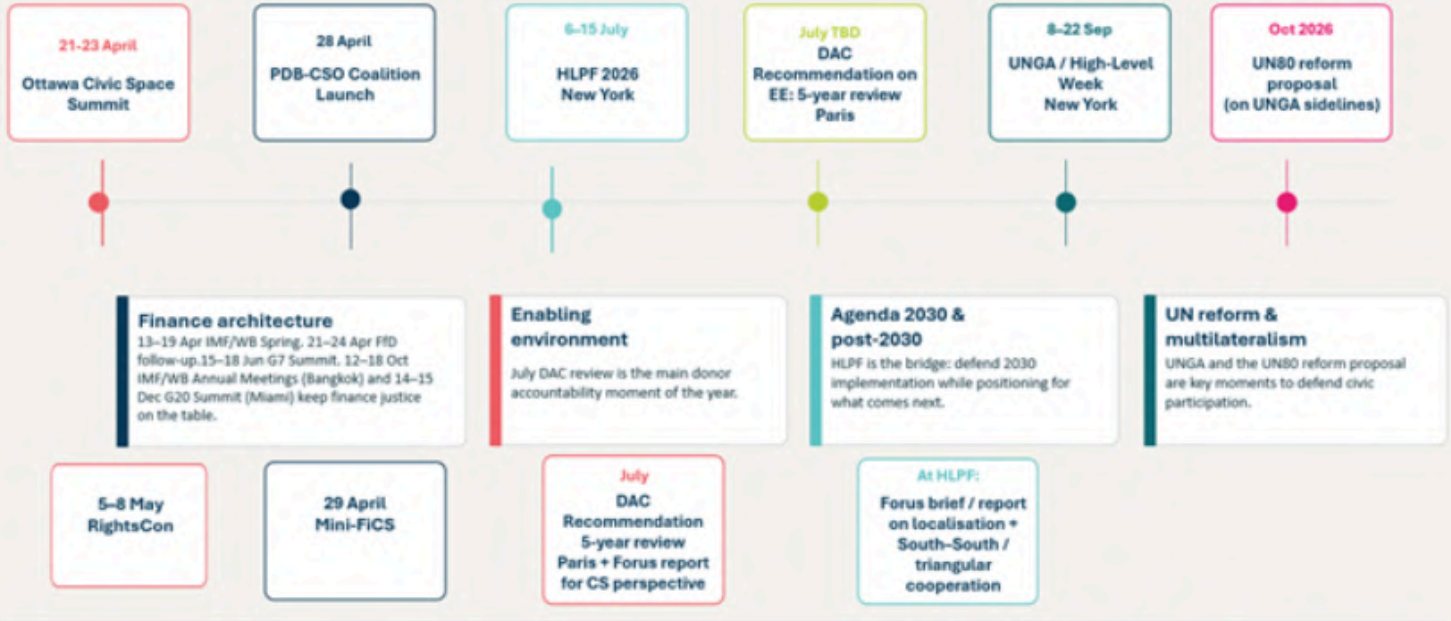 21-23 April
Ottawa Civic Space
Summit
28 April
PDB-CSO Coalition
Launch
6–15 July
HLPF 2026
New York
July TBD
DAC
Recommendation on
EE: 5-year review
Paris
8–22 Sep
UNGA / High-Level
Week
New York
Oct 2026
UN80 reform
proposal
(on UNGA sidelines)
Finance architecture
13–19 Apr IMF/WB Spring. 21–24 Apr FfD
follow-up.15–18 Jun G7 Summit. 12–18 Oct
IMF/WB Annual Meetings (Bangkok) and 14–15
Dec G20 Summit (Miami) keep finance justice
on the table.
Enabling
environment
July DAC review is the main donor
accountability moment of the year.
Agenda 2030 &
post-2030
HLPF is the bridge: defend 2030
implementation while positioning for
what comes next.
UN reform &
multilateralism
UNGA and the UN80 reform proposal
are key moments to defend civic
participation.
5–8 May
RightsCon
29 April
Mini-FiCS
July
DAC
Recommendation
5-year review
Paris + Forus report
for CS perspective
At HLPF:
Forus brief / report
on localisation +
South–South /
triangular
cooperation